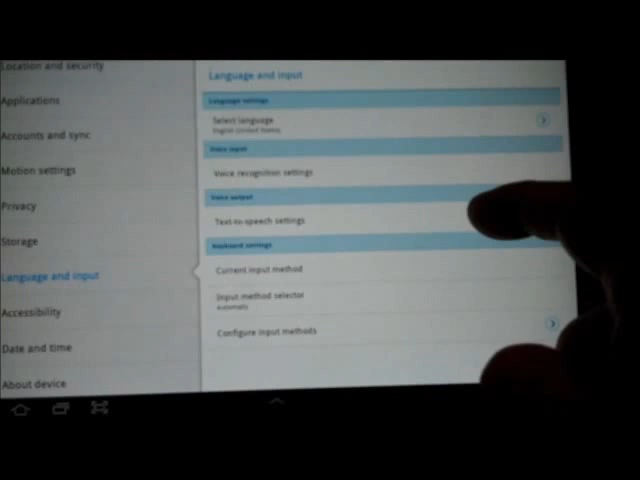 Location and security
Applications
Accounts and sync
Motion settings
Privacy
Storage
Language and input
Accessibility
Date and time
About device
Language and input
Language settings
Select language
English (United States)
Voice input
Voice recognition settings
Voice output
Text-to-speech settings
Keyboard settings
Current input method
Input method selector
Automatic
Configure input methods